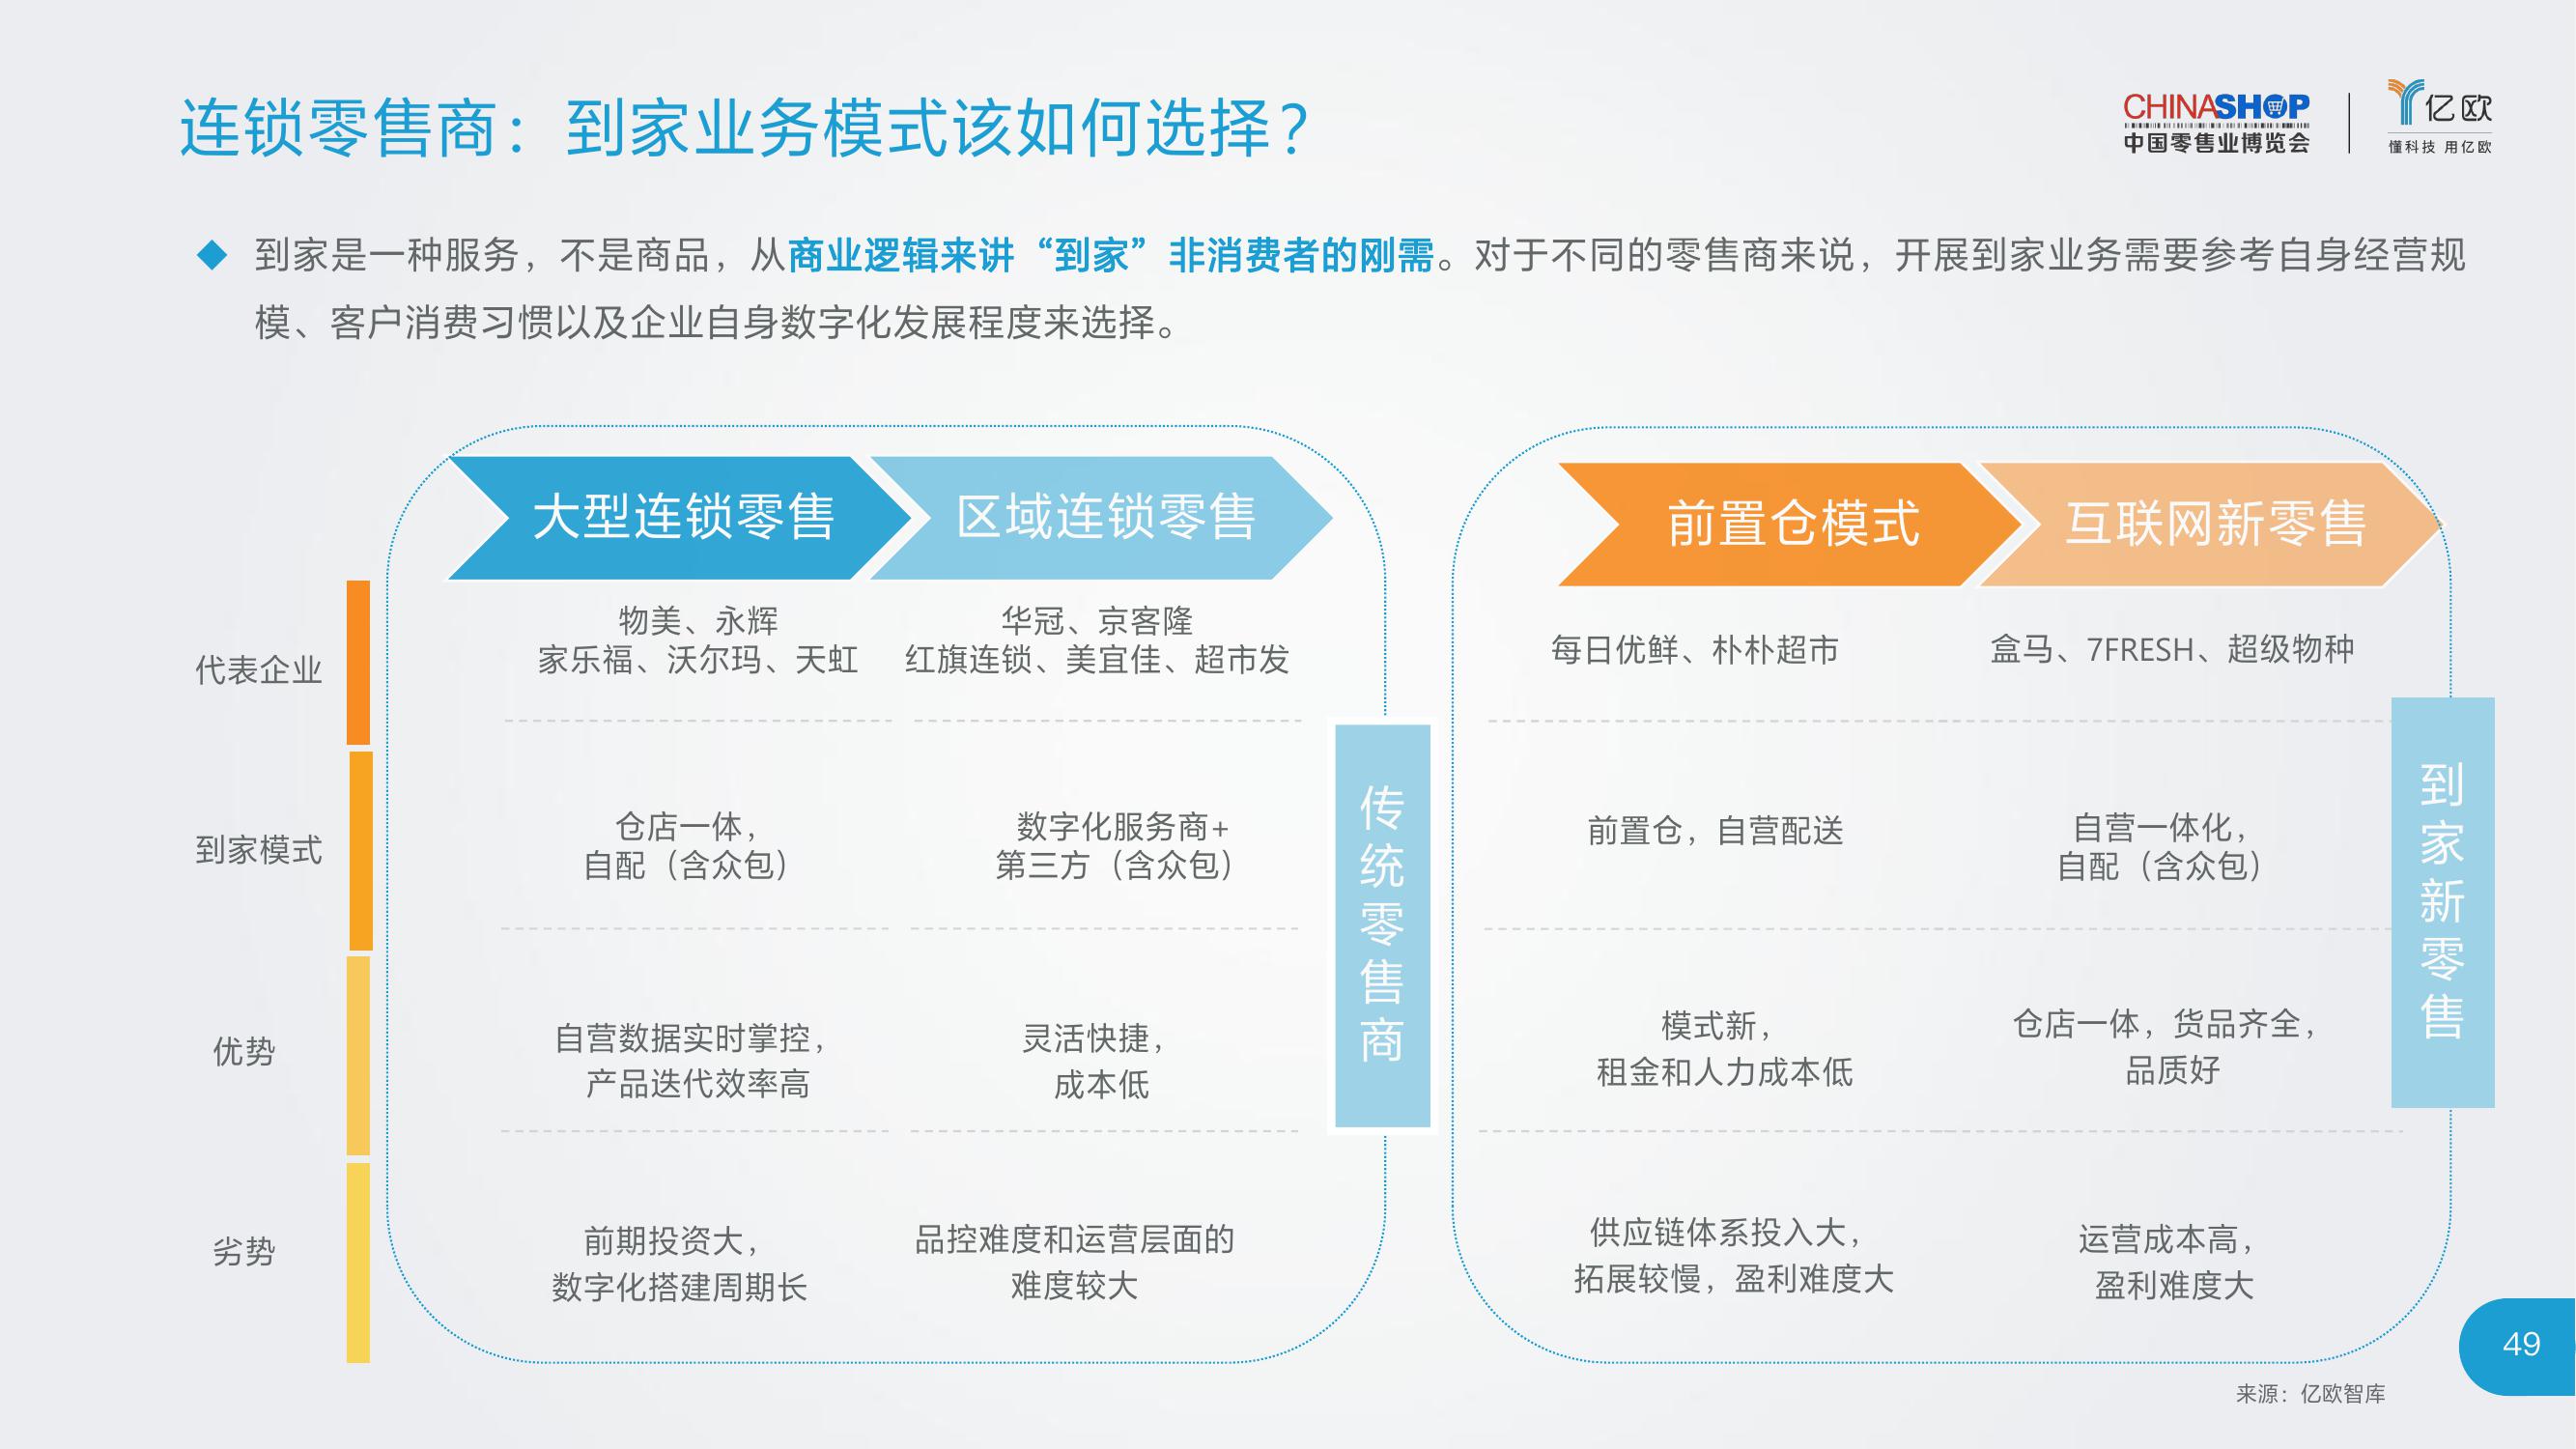 连锁零售商：到家业务模式该如何选择？
CHINASHOP
中国零售业博览会
亿欧
懂科技 用亿欧
到家是一种服务，不是商品，从商业逻辑来讲“到家”非消费者的刚需。对于不同的零售商来说，开展到家业务需要参考自身经营规
模、客户消费习惯以及企业自身数字化发展程度来选择。
大型连锁零售
区域连锁零售
前置仓模式
互联网新零售
代表企业
物美、永辉
家乐福、沃尔玛、天虹
华冠、京客隆
红旗连锁、美宜佳、超市发
每日优鲜、朴朴超市
盒马、7FRESH、超级物种
到家模式
仓店一体，
自配（含众包）
数字化服务商+
第三方（含众包）
前置仓，自营配送
自营一体化，
自配（含众包）
优势
自营数据实时掌控，
产品迭代效率高
灵活快捷，
成本低
模式新，
租金和人力成本低
仓店一体，货品齐全，
品质好
劣势
前期投资大，
数字化搭建周期长
品控难度和运营层面的
难度较大
供应链体系投入大，
拓展较慢，盈利难度大
运营成本高，
盈利难度大
传统零售商
到家新零售
49
来源：亿欧智库